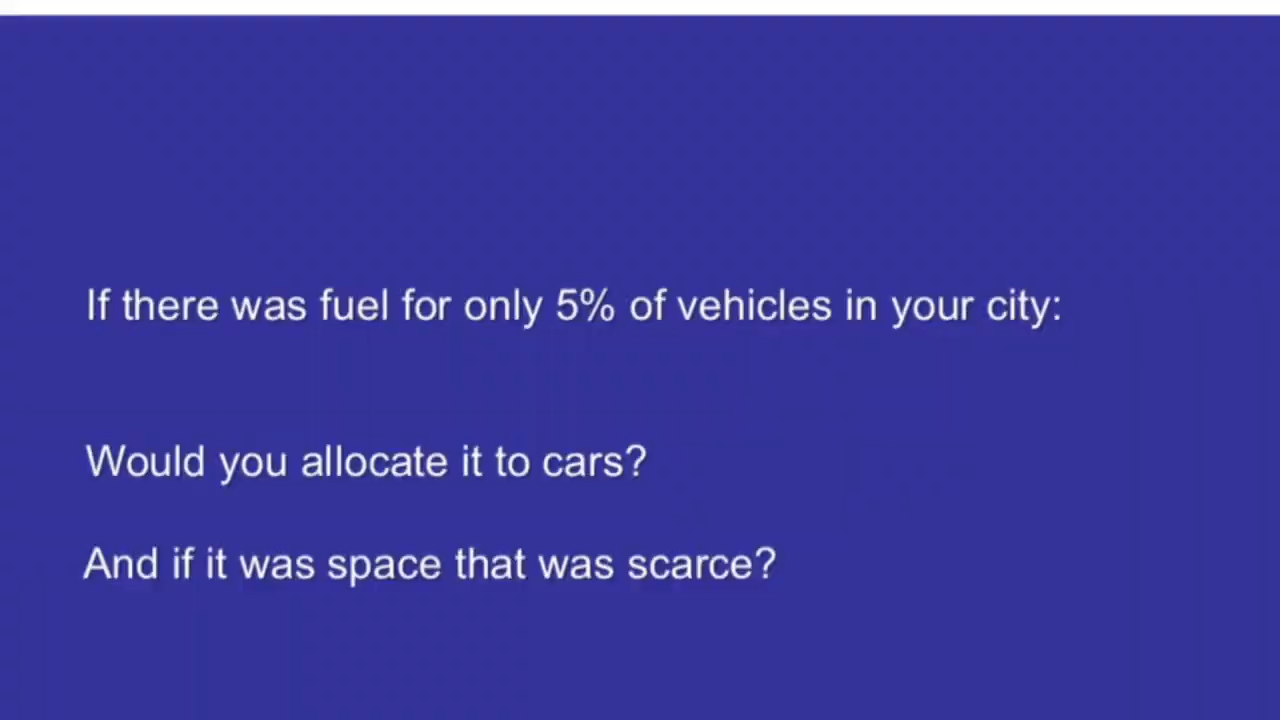 If there was fuel for only 5% of vehicles in your city:
Would you allocate it to cars?
And if it was space that was scarce?